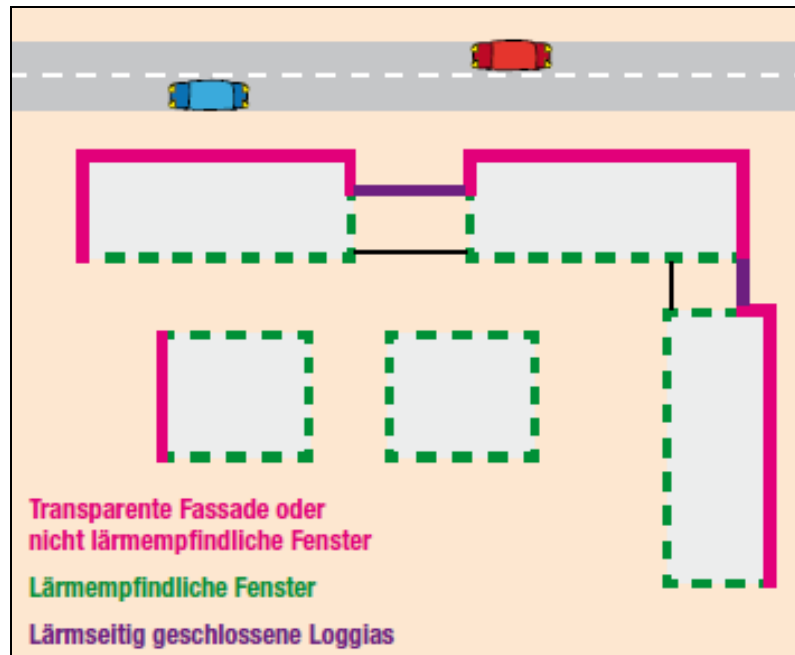 Transparente Fassade oder
nicht lärmempfindliche Fenster
Lärmempfindliche Fenster
Lärmseitig geschlossene Loggias